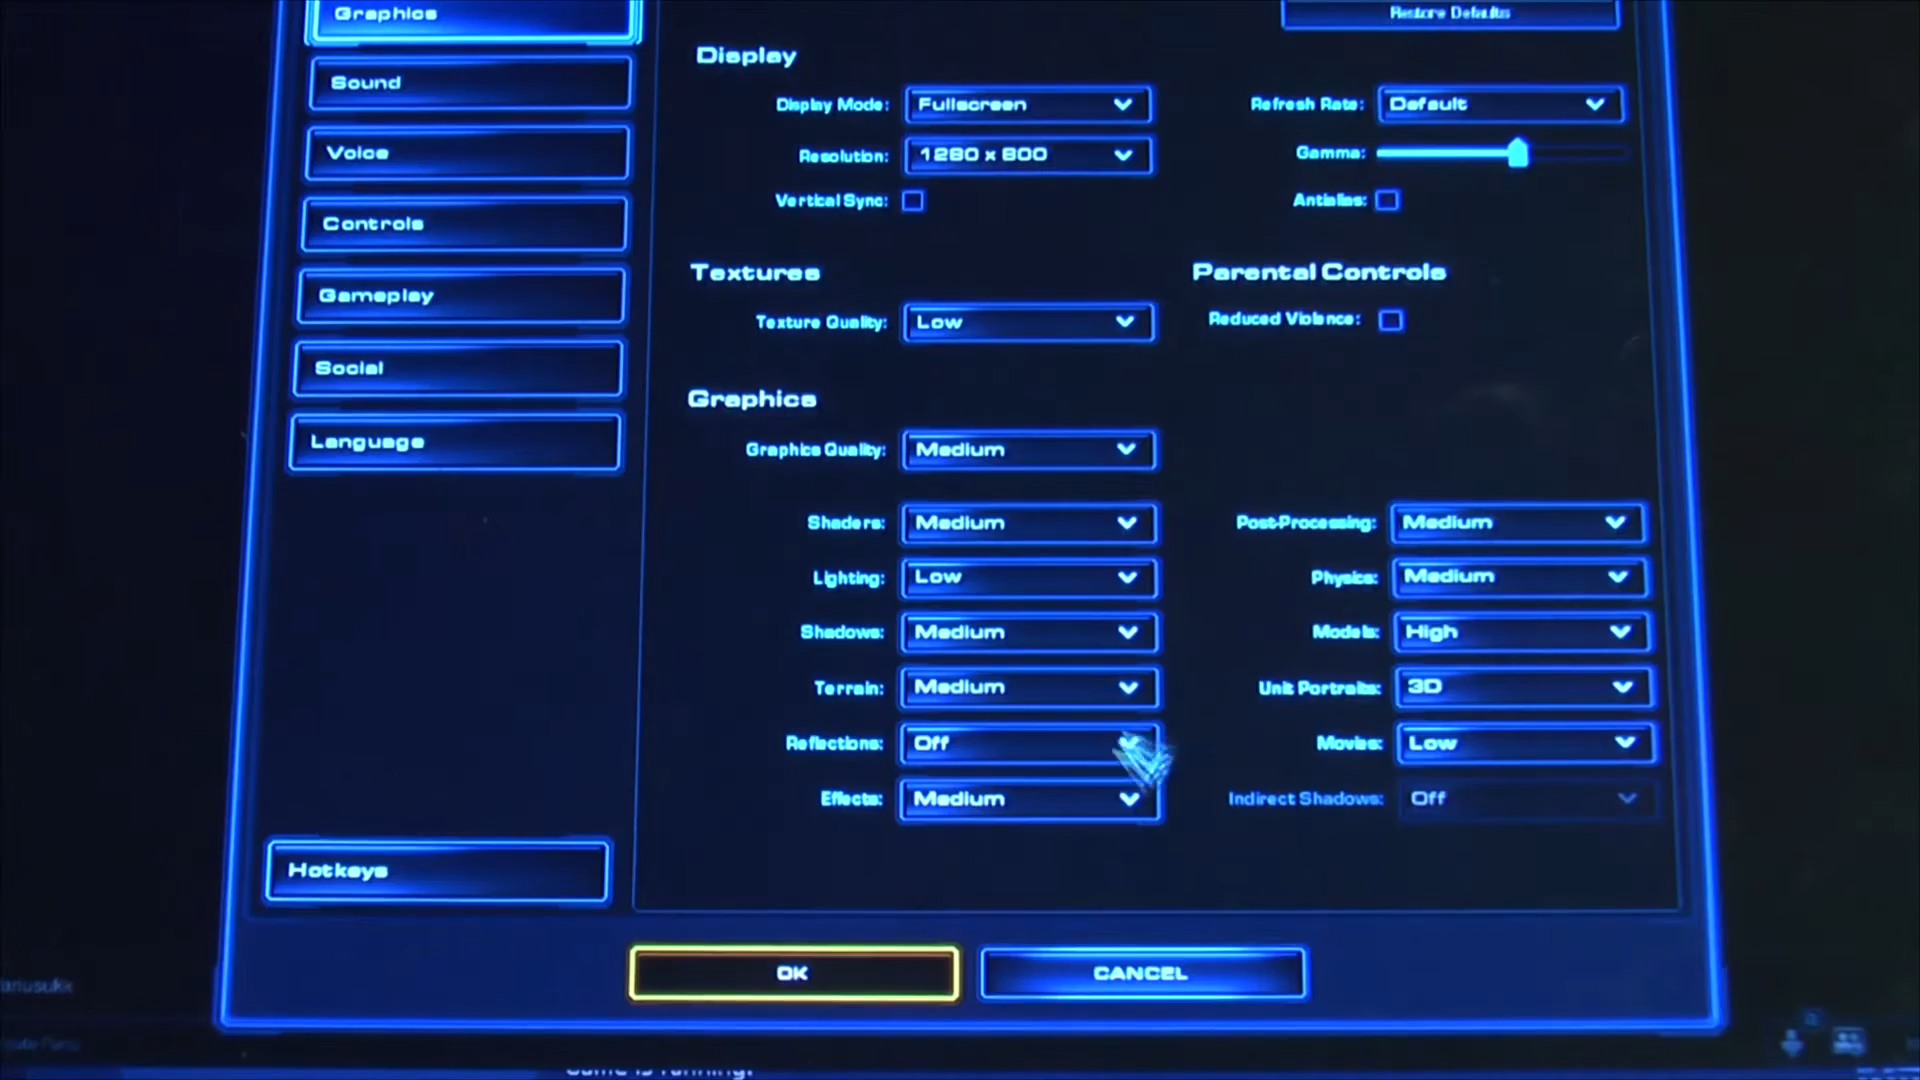 Graphics
Restore Defaults
Sound
Voice
Controls
Gameplay
Social
Language
Hotkeys
Display
Display Mode: Fullscreen
Refresh Rate: Default
Resolution: 1280 x 800
Gamma:
Vertical Sync:
Antialias:
Textures
Parental Controls
Texture Quality: Low
Reduced Violence:
Graphics
Graphics Quality: Medium
Shaders: Medium
Post-Processing: Medium
Lighting: Low
Physics: Medium
Shadows: Medium
Models: High
Terrain: Medium
Unit Portraits: 3D
Reflections: Off
Movies: Low
Effects: Medium
Indirect Shadows: Off
OK
CANCEL
Game is running!